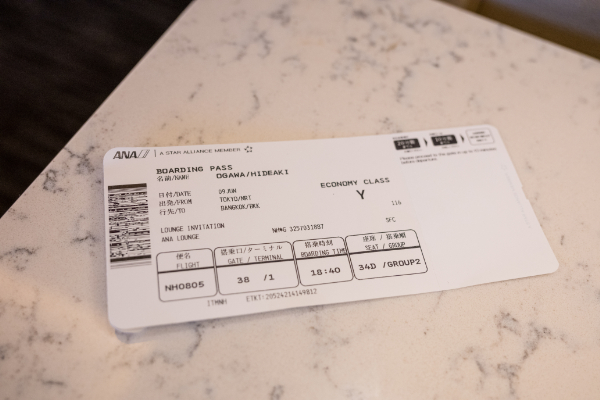 ANA A STAR ALLIANCE MEMBER
BOARDING PASS
名前/NAME OGAWA/HIDEAKI
日付/DATE 09JUN
出発/FROM TOKYO/NRT
行先/TO BANGKOK/BKK
ECONOMY CLASS
Y
116
SFC
LOUNGE INVITATION
ANA LOUNGE
便名 搭乗口/ターミナル 搭乗時刻 座席 / 搭乗順
FLIGHT GATE / TERMINAL BOARDING TIME SEAT / GROUP
NH0805 38 /1 18:40 34D /GROUP2